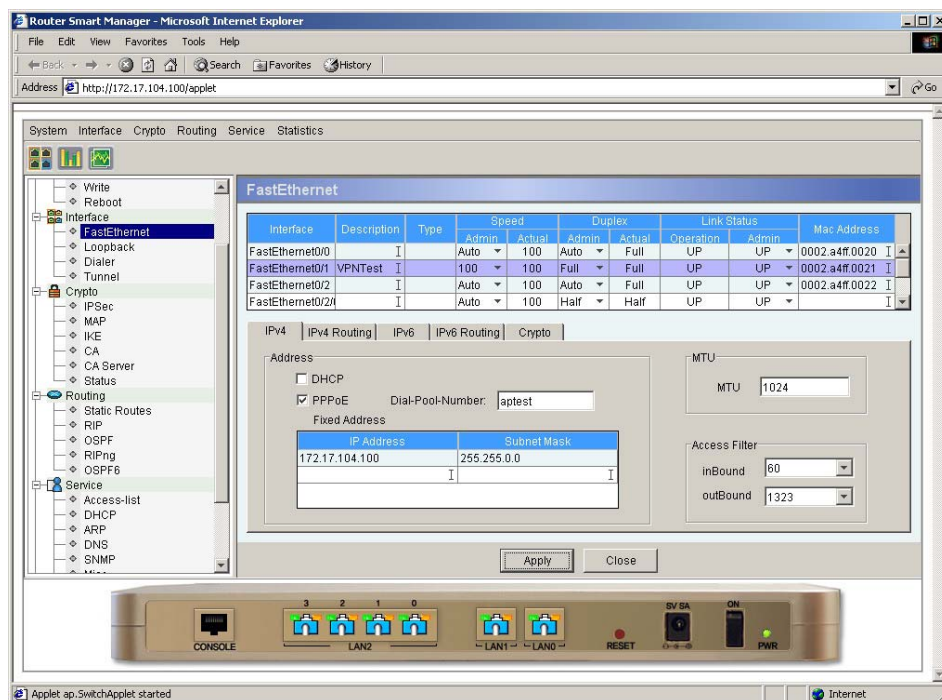 Router Smart Manager - Microsoft Internet Explorer
File Edit View Favorites Tools Help
Back Search Favorites History
Address http://172.17.104.100/applet Go
System Interface Crypto Routing Service Statistics
Write
Reboot
Interface
FastEthernet
Loopback
Dialer
Tunnel
Crypto
IPSec
MAP
IKE
CA
CA Server
Status
Routing
Static Routes
RIP
OSPF
RIPng
OSPF6
Service
Access-list
DHCP
ARP
DNS
SNMP
FastEthernet
Interface Description Type Speed Duplex Link Status Mac Address
Admin Actual Admin Actual Operation Admin
FastEthernet0/0 Auto 100 Auto Full UP UP 0002.a4ff.0020
FastEthernet0/1 VPNTest 100 100 Full Full UP UP 0002.a4ff.0021
FastEthernet0/2 Auto 100 Auto Full UP UP 0002.a4ff.0022
FastEthernet0/2/ Auto 100 Half Half UP UP
IPv4 IPv4 Routing IPv6 IPv6 Routing Crypto
Address
DHCP
PPPoE Dial-Pool-Number: aptest
Fixed Address
IP Address Subnet Mask
172.17.104.100 255.255.0.0
MTU
MTU 1024
Access Filter
inBound 60
outBound 1323
Apply Close
3 2 1 0 5V 5A ON
CONSOLE LAN2 LAN1 LAN0 RESET PWR
Applet ap.SwitchApplet started Internet